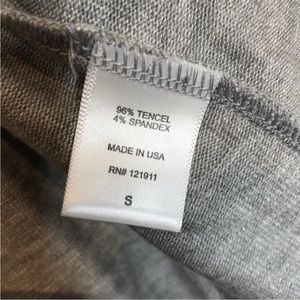 96% TENCEL
4% SPANDEX
MADE IN USA
RN# 121911
S